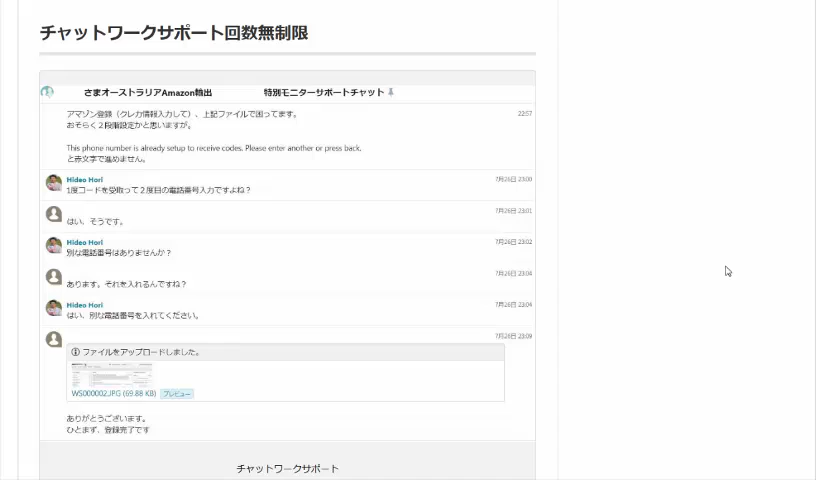 チャットワークサポート回数無制限
さまオーストラリアAmazon輸出 特別モニターサポートチャット
アマゾン登録（クレカ情報入力して）、上記ファイルで困ってます。 22:57
おそらく２段階設定かと思いますが。
This phone number is already setup to receive codes. Please enter another or press back.
と赤文字で進めません。
Hideo Hori 7月26日 23:00
1度コードを受取って２度目の電話番号入力ですよね？
7月26日 23:01
はい、そうです。
Hideo Hori 7月26日 23:02
別な電話番号はありませんか？
7月26日 23:04
あります。それを入れるんですね？
Hideo Hori 7月26日 23:04
はい、別な電話番号を入れてください。
7月26日 23:09
ファイルをアップロードしました。
WS000002.JPG (69.88 KB) プレビュー
ありがとうございます。
ひとまず、登録完了です
チャットワークサポート